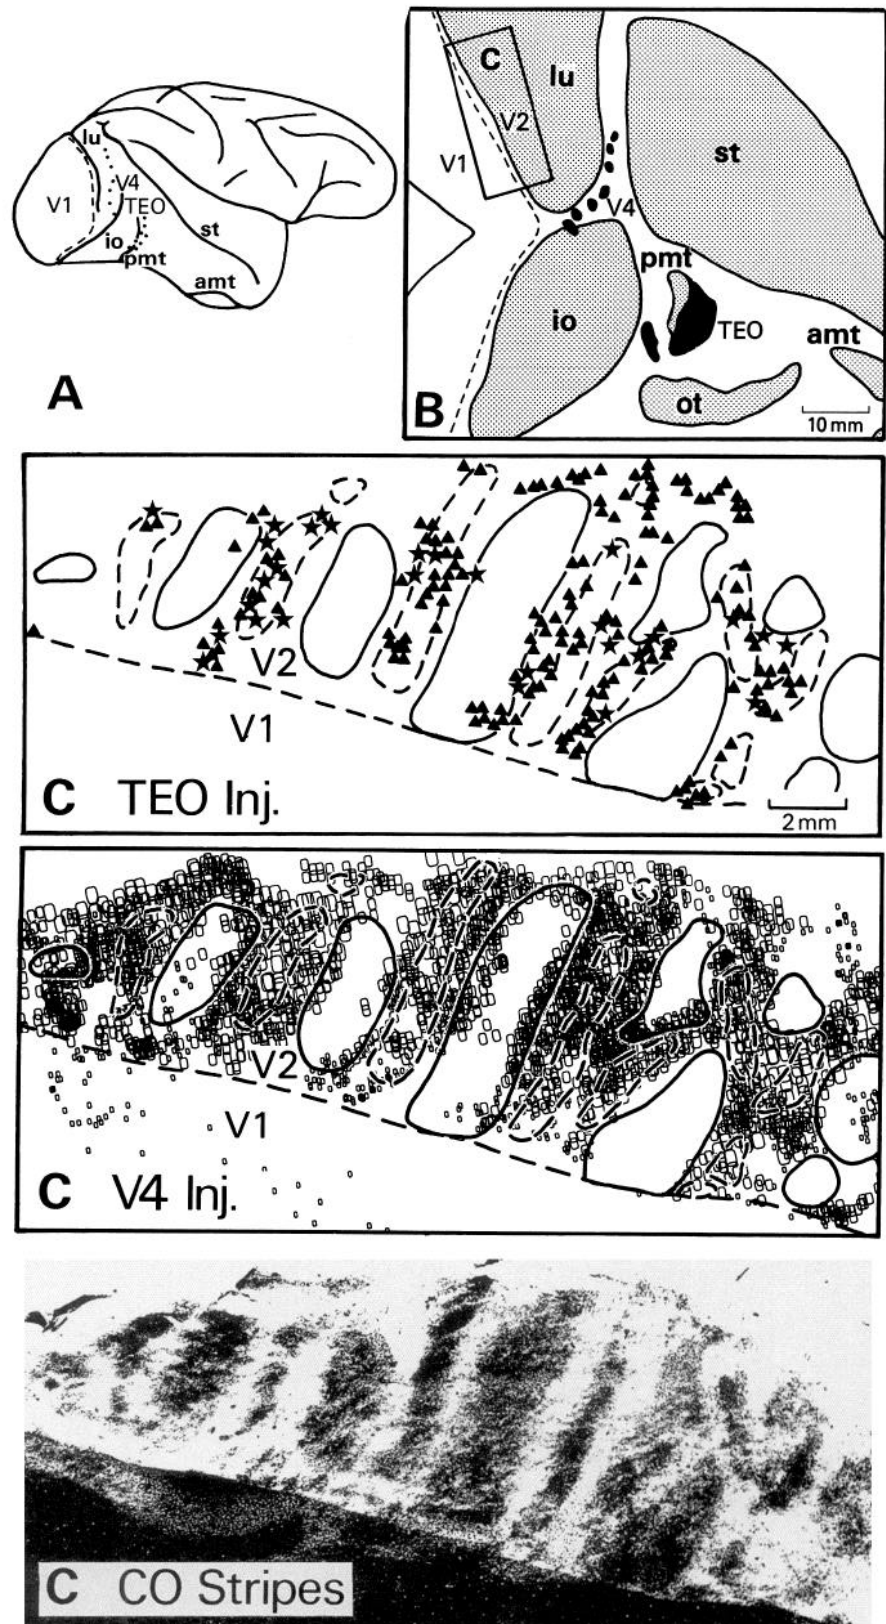 lu
V4
V1
TEO
io
st
pmt
amt
A
C
lu
V2
V1
st
V4
pmt
io
TEO
amt
ot
B
10 mm
V2
V1
C TEO Inj.
2 mm
V2
V1
C V4 Inj.
C CO Stripes